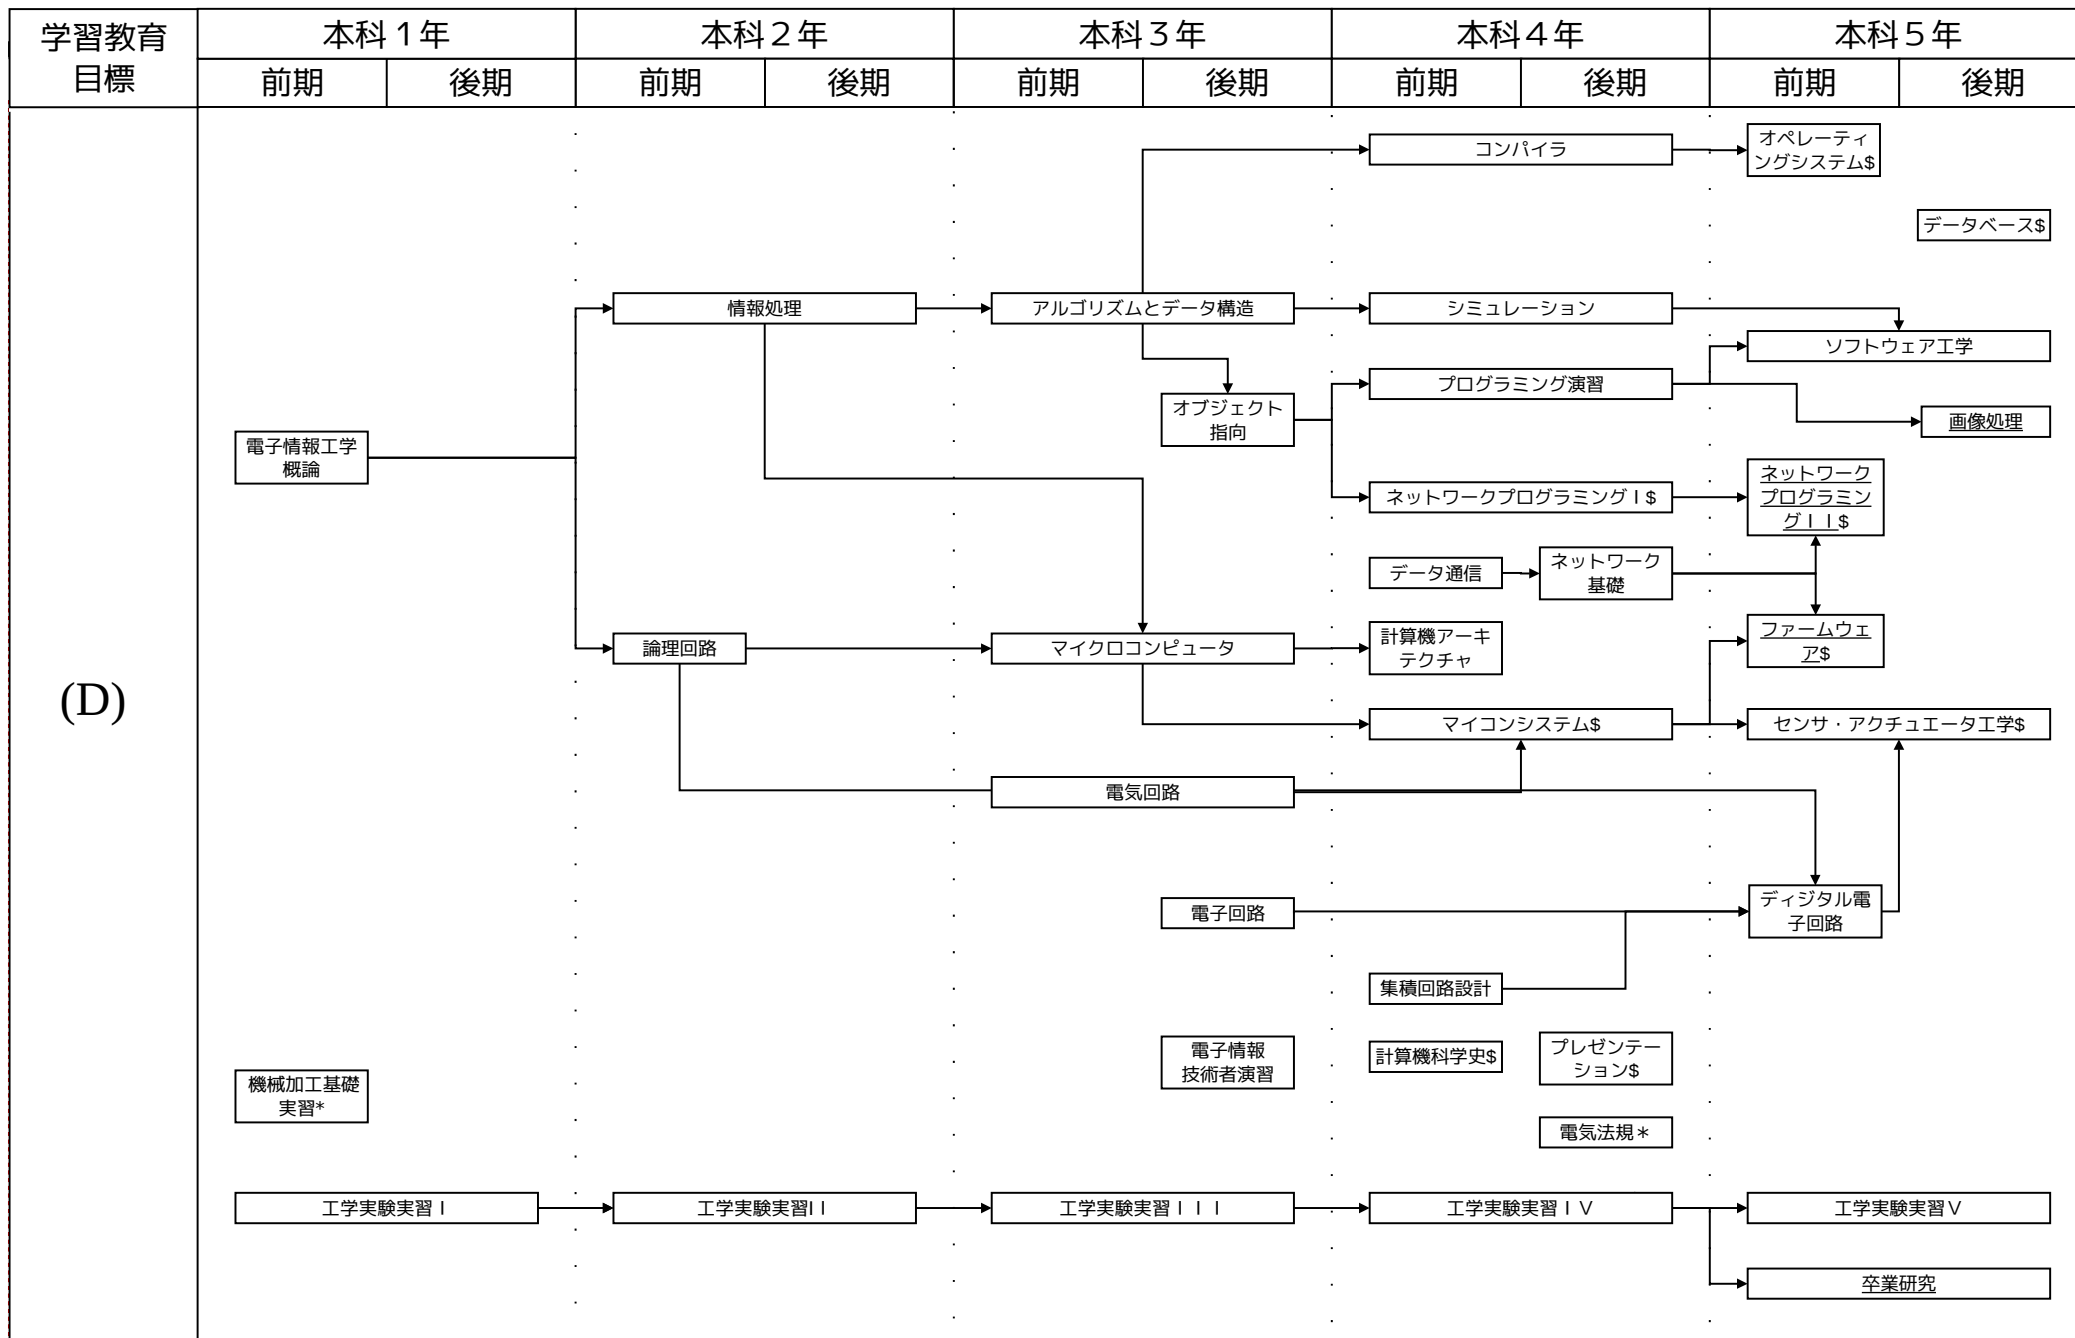 学習教育
目標
本科１年
本科２年
本科３年
本科４年
本科５年
前期
後期
前期
後期
前期
後期
前期
後期
前期
後期
(D)
コンパイラ
オペレーティ
ングシステム$
データベース$
情報処理
アルゴリズムとデータ構造
シミュレーション
ソフトウェア工学
プログラミング演習
オブジェクト
指向
画像処理
電子情報工学
概論
ネットワークプログラミングＩ$
ネットワーク
プログラミン
グＩＩ$
データ通信
ネットワーク
基礎
論理回路
マイクロコンピュータ
計算機アーキ
テクチャ
ファームウェ
ア$
マイコンシステム$
センサ・アクチュエータ工学$
電気回路
電子回路
ディジタル電
子回路
集積回路設計
電子情報
技術者演習
計算機科学史$
プレゼンテー
ション$
機械加工基礎
実習*
電気法規＊
工学実験実習Ｉ
工学実験実習II
工学実験実習ＩＩＩ
工学実験実習ＩＶ
工学実験実習Ｖ
卒業研究